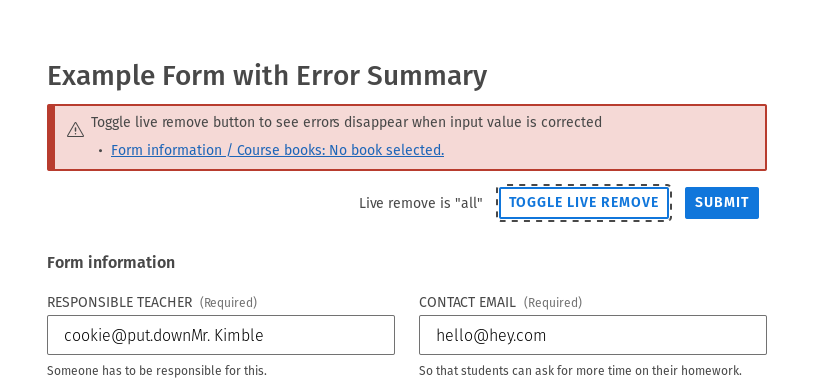 Example Form with Error Summary
Toggle live remove button to see errors disappear when input value is corrected
• Form information / Course books: No book selected.
Live remove is "all" TOGGLE LIVE REMOVE SUBMIT
Form information
RESPONSIBLE TEACHER (Required) CONTACT EMAIL (Required)
cookie@put.downMr. Kimble hello@hey.com
Someone has to be responsible for this. So that students can ask for more time on their homework.